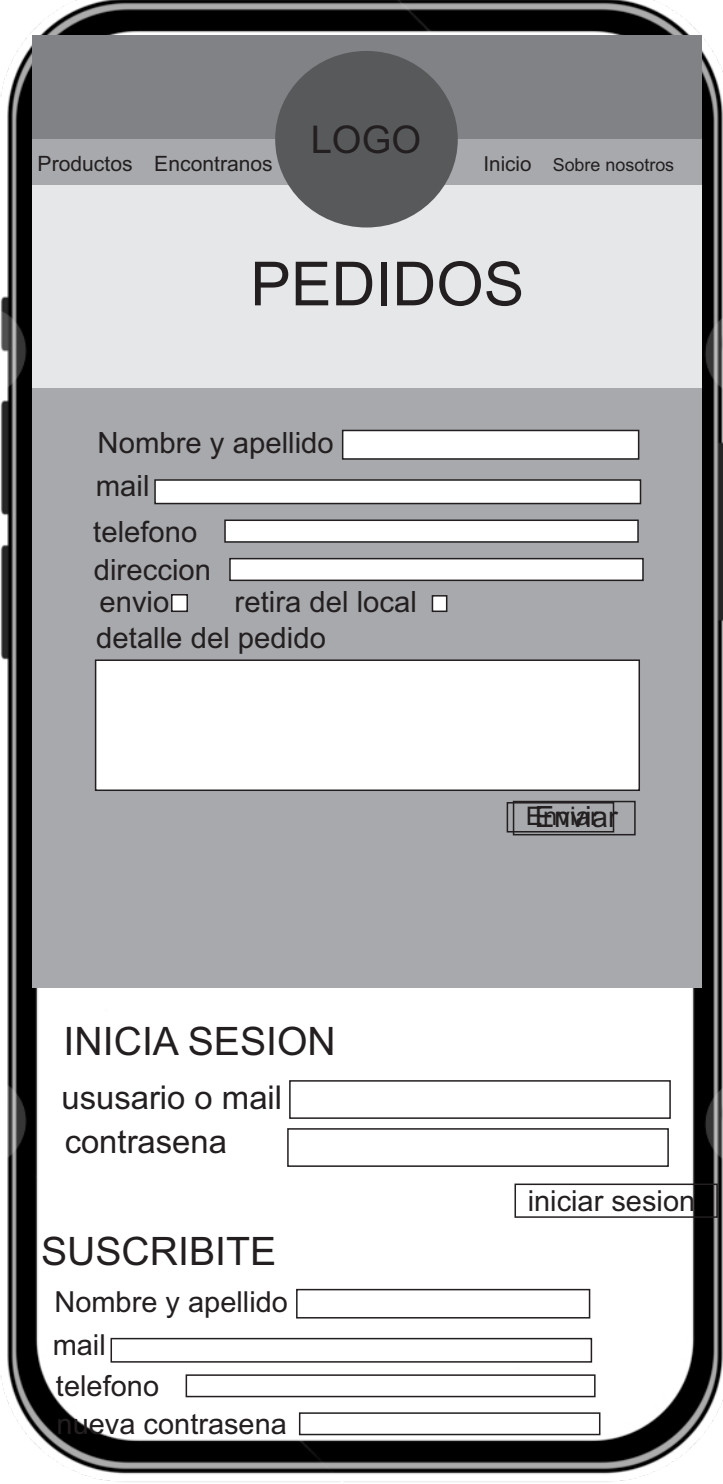 LOGO
Productos Encontranos Inicio Sobre nosotros
PEDIDOS
Nombre y apellido
mail
telefono
direccion
envio retira del local
detalle del pedido
Enviar Enviar
INICIA SESION
ususario o mail
contrasena
iniciar sesion
SUSCRIBITE
Nombre y apellido
mail
telefono
nueva contrasena